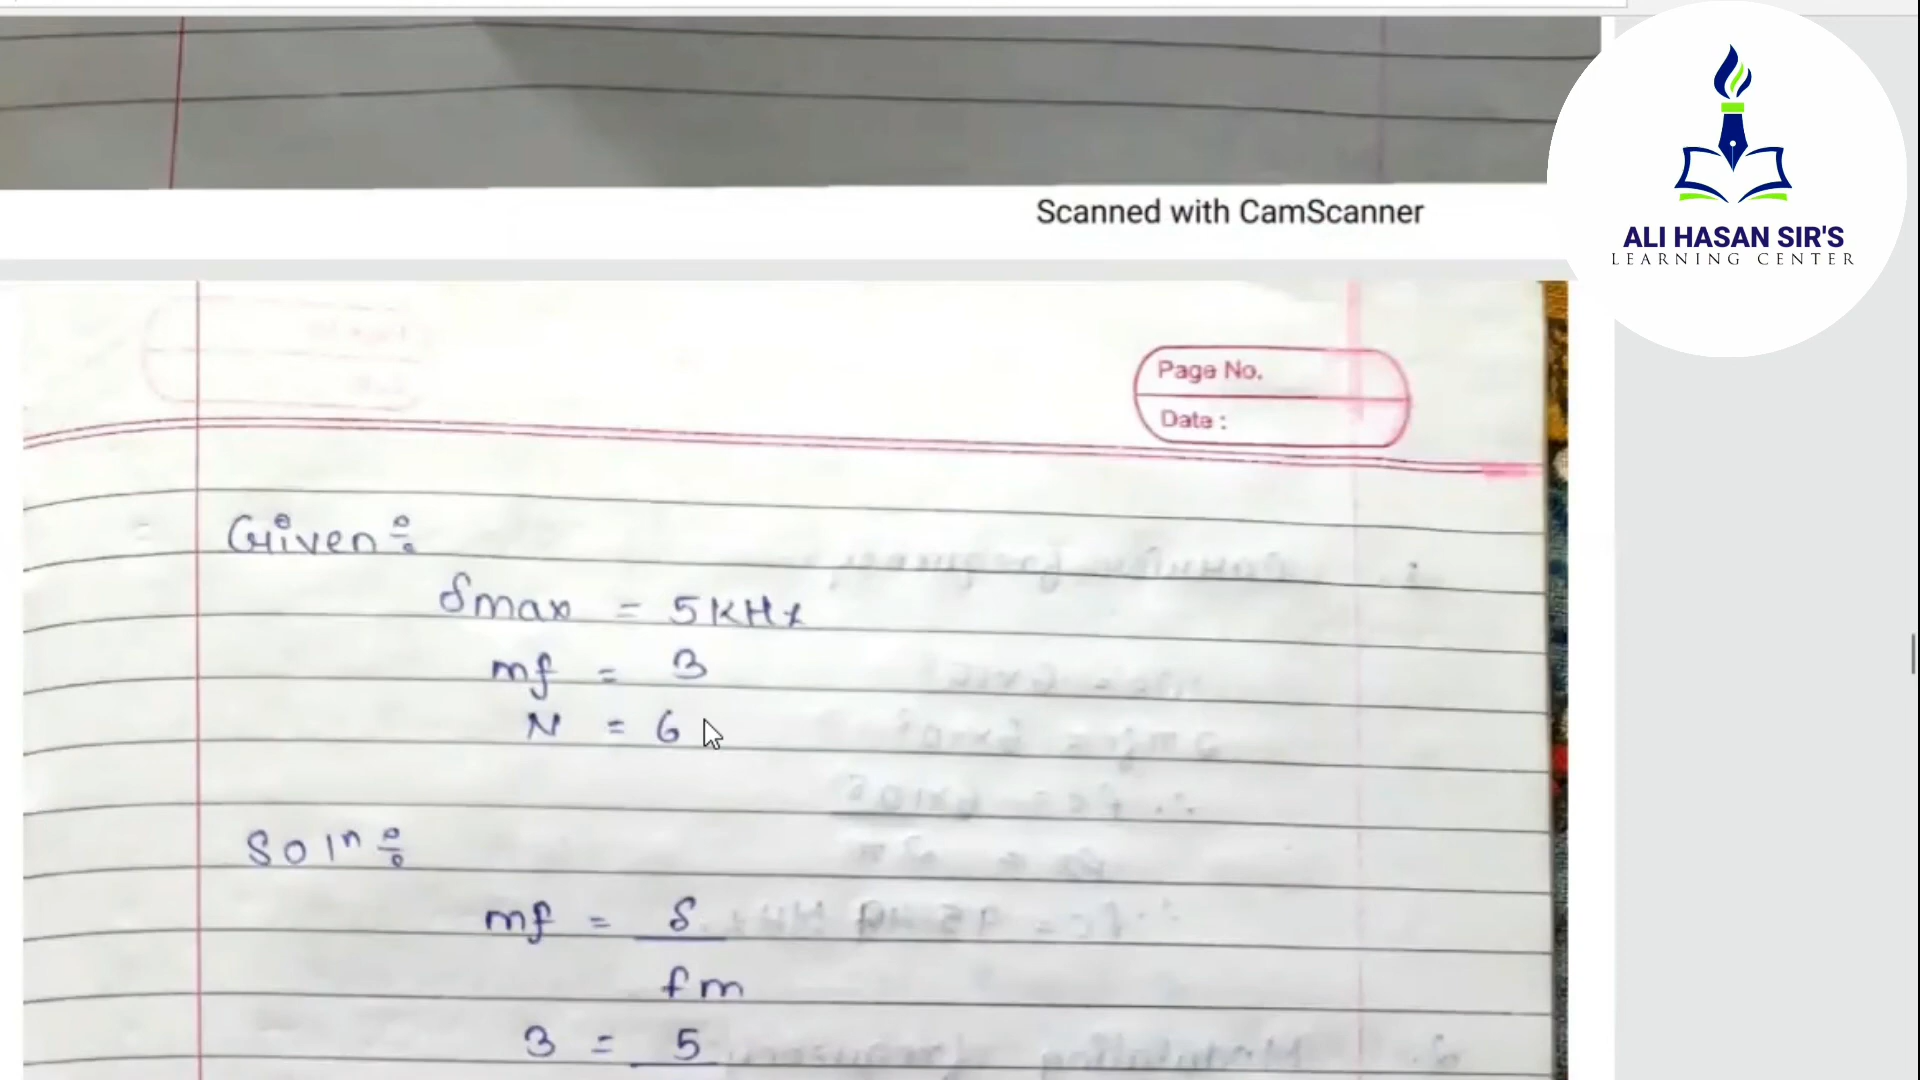 Scanned with CamScanner
ALI HASAN SIR'S
LEARNING CENTER
Page No.
Date :
Given ÷
δmax = 5KHz
mf = 3
N = 6
Soln ÷
mf = δ
fm
3 = 5